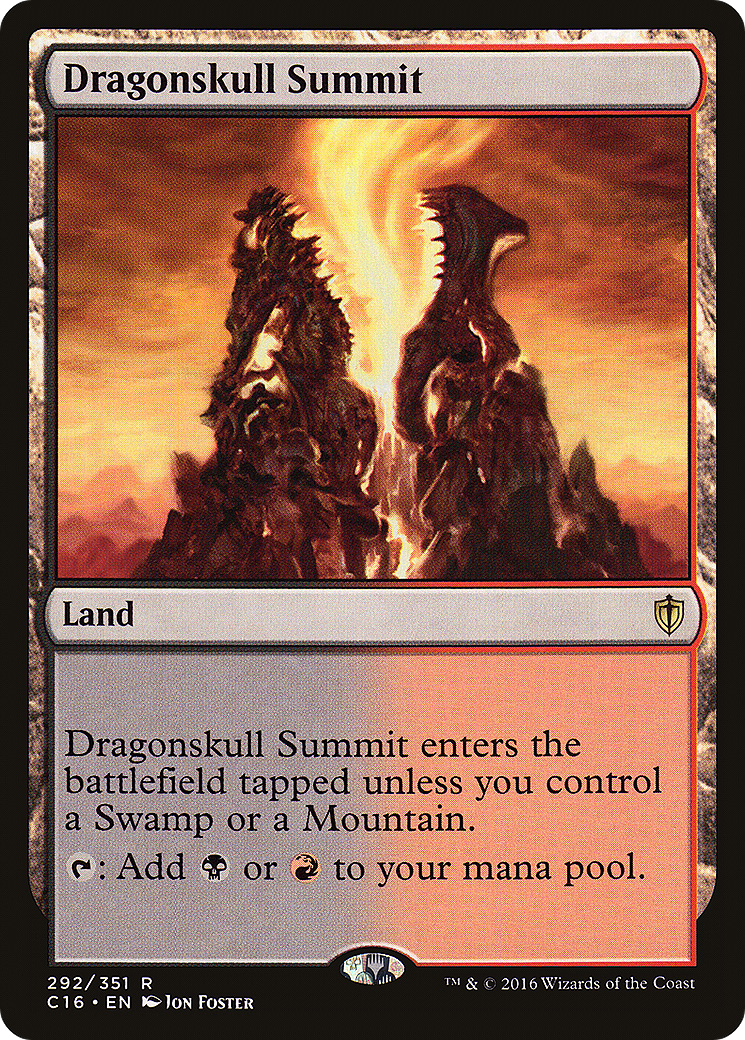 Dragonskull Summit
Land
Dragonskull Summit enters the
battlefield tapped unless you control
a Swamp or a Mountain.
: Add or to your mana pool.
292/351 R
™ & © 2016 Wizards of the Coast
C16 • EN Jon Foster